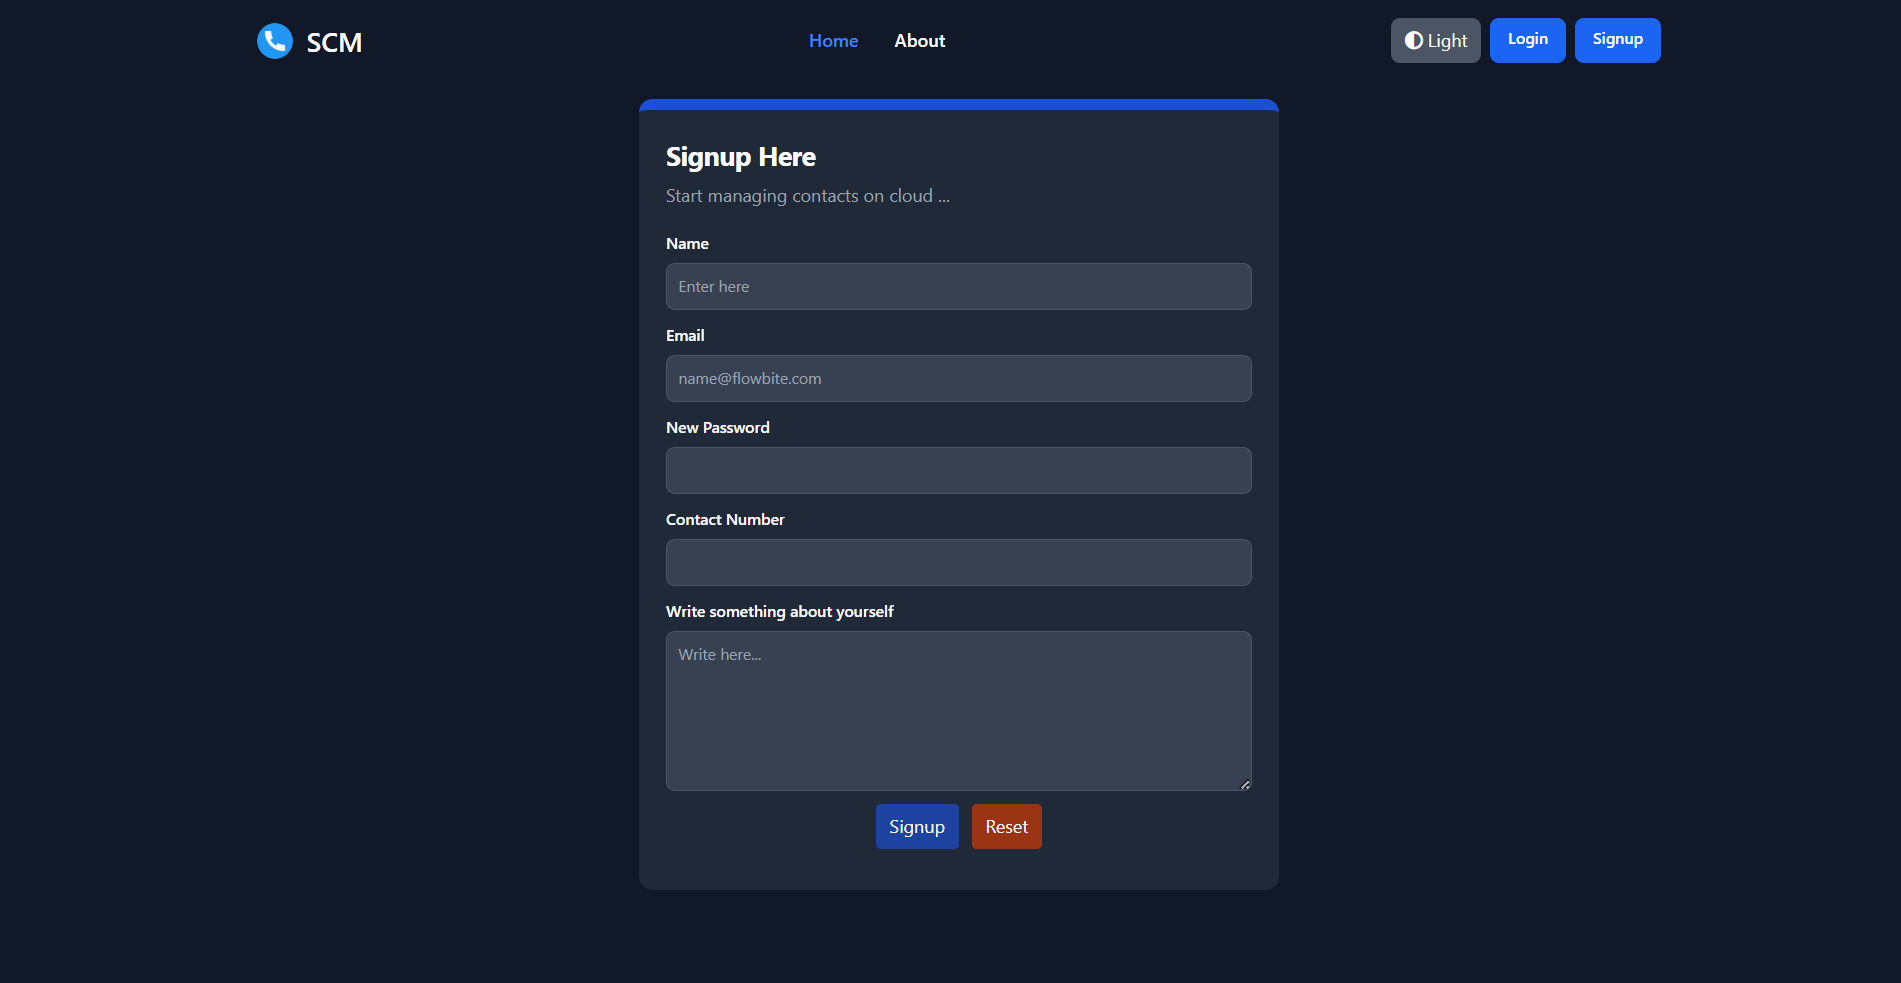 SCM
Home
About
Light
Login
Signup
Signup Here
Start managing contacts on cloud ...
Name
Enter here
Email
name@flowbite.com
New Password
Contact Number
Write something about yourself
Write here...
Signup
Reset